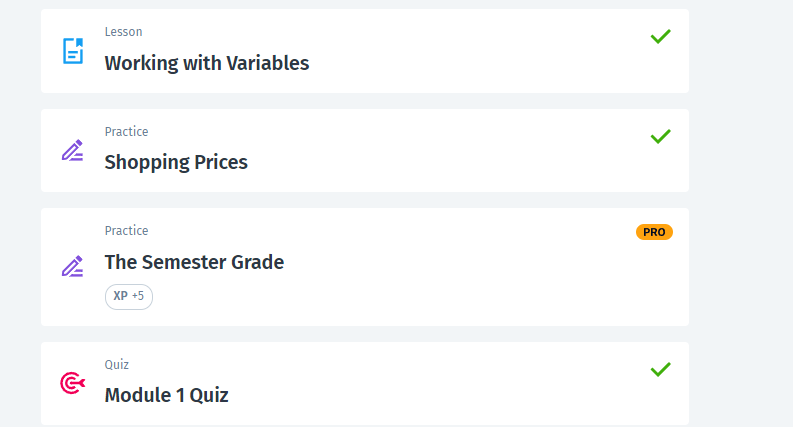 Lesson
Working with Variables
Practice
Shopping Prices
Practice
PRO
The Semester Grade
XP +5
Quiz
Module 1 Quiz